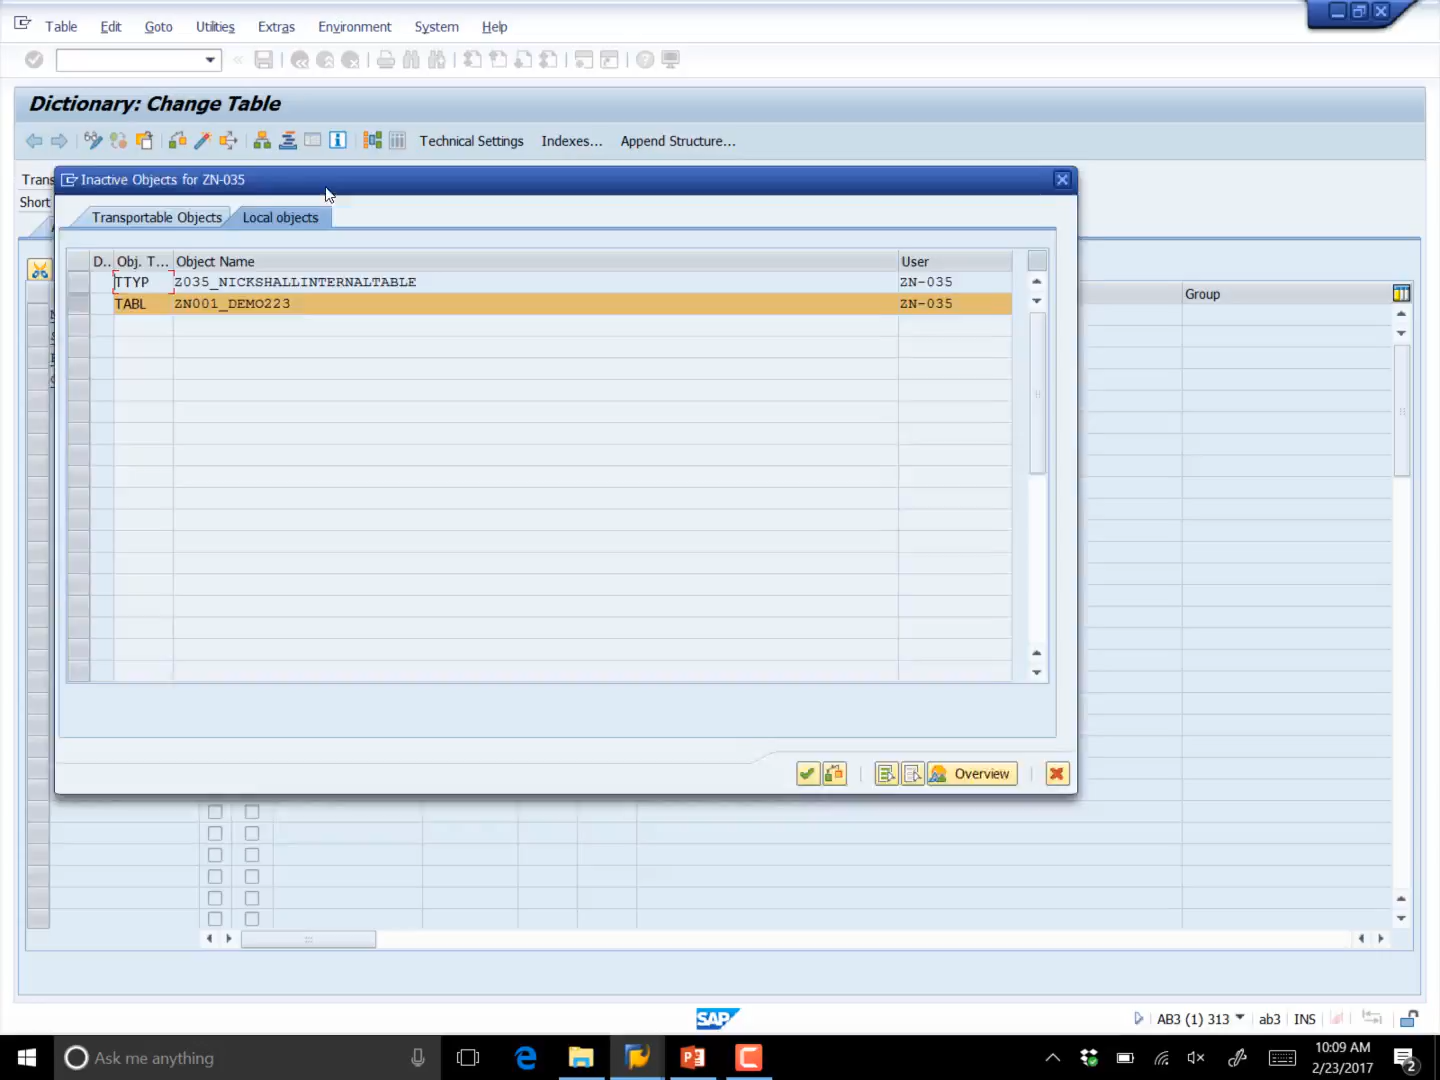 Table Edit Goto Utilities Extras Environment System Help
Dictionary: Change Table
Technical Settings Indexes... Append Structure...
Trans
Inactive Objects for ZN-035
Short
Transportable Objects Local objects
D.. Obj. T... Object Name User
TTYP Z035_NICKSHALLINTERNALTABLE ZN-035
Group
TABL ZN001_DEMO223 ZN-035
Overview
SAP
AB3 (1) 313 ab3 INS
Ask me anything
10:09 AM
2/23/2017
2